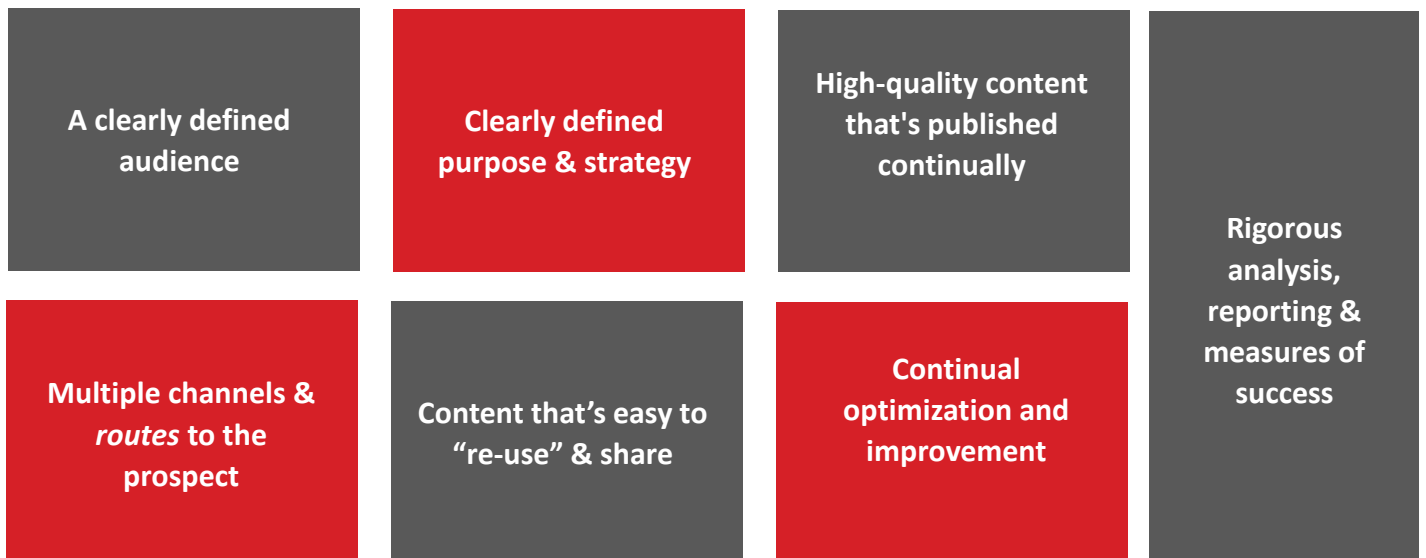 A clearly defined
audience
Clearly defined
purpose & strategy
High-quality content
that's published
continually
Rigorous
analysis,
reporting &
measures of
success
Multiple channels &
routes to the
prospect
Content that’s easy to
“re-use” & share
Continual
optimization and
improvement